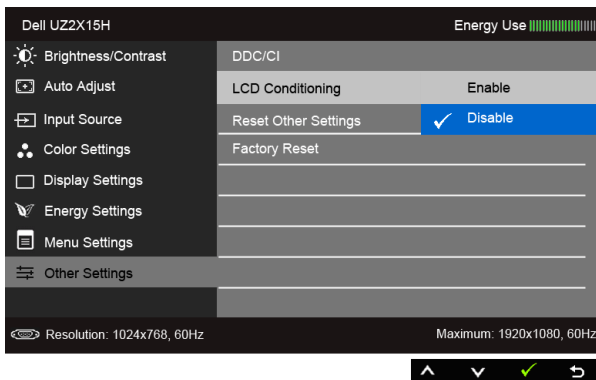 Dell UZ2X15H
Energy Use
Brightness/Contrast
DDC/CI
Auto Adjust
LCD Conditioning
Enable
Input Source
Reset Other Settings
Disable
Color Settings
Factory Reset
Display Settings
Energy Settings
Menu Settings
Other Settings
Resolution: 1024x768, 60Hz
Maximum: 1920x1080, 60Hz